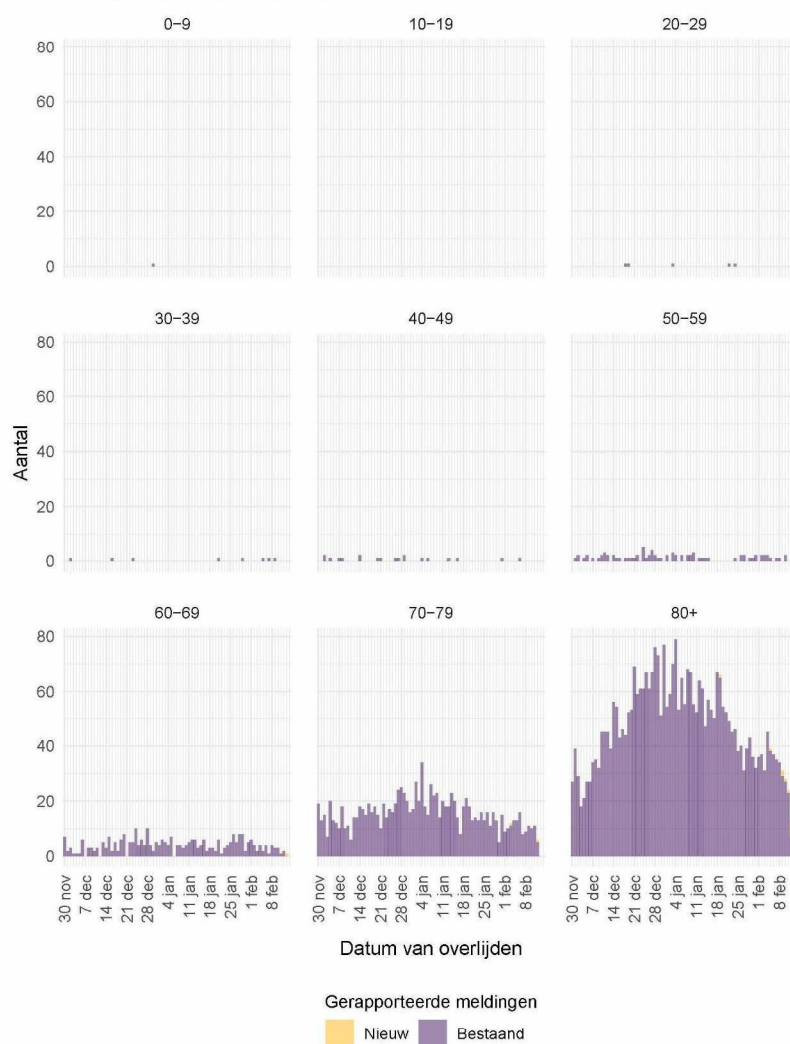 0−9
10−19
20−29
80
60
40
20
0
30−39
40−49
50−59
80
60
40
20
0
Aantal
60−69
70−79
80+
80
60
40
20
0
30 nov
7 dec
14 dec
21 dec
28 dec
4 jan
11 jan
18 jan
25 jan
1 feb
8 feb
30 nov
7 dec
14 dec
21 dec
28 dec
4 jan
11 jan
18 jan
25 jan
1 feb
8 feb
30 nov
7 dec
14 dec
21 dec
28 dec
4 jan
11 jan
18 jan
25 jan
1 feb
8 feb
Datum van overlijden
Gerapporteerde meldingen
Nieuw Bestaand